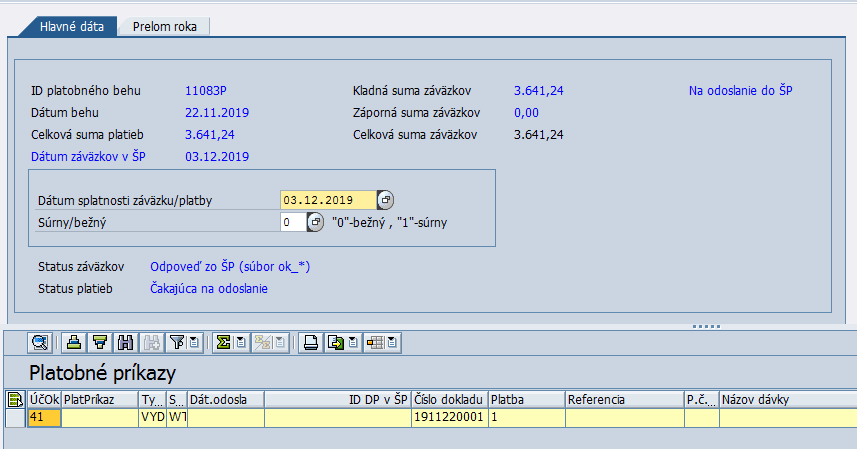 Hlavné dáta Prelom roka
ID platobného behu 11083P Kladná suma záväzkov 3.641,24 Na odoslanie do ŠP
Dátum behu 22.11.2019 Záporná suma záväzkov 0,00
Celková suma platieb 3.641,24 Celková suma záväzkov 3.641,24
Dátum záväzkov v ŠP 03.12.2019
Dátum splatnosti záväzku/platby 03.12.2019
Súrny/bežný 0 "0"-bežný , "1"-súrny
Status záväzkov Odpoveď zo ŠP (súbor ok_*)
Status platieb Čakajúca na odoslanie
Platobné príkazy
ÚčOk PlatPríkaz Ty... S... Dát.odosla ID DP v ŠP Číslo dokladu Platba Referencia P.č... Názov dávky
41 VYD WT 1911220001 1